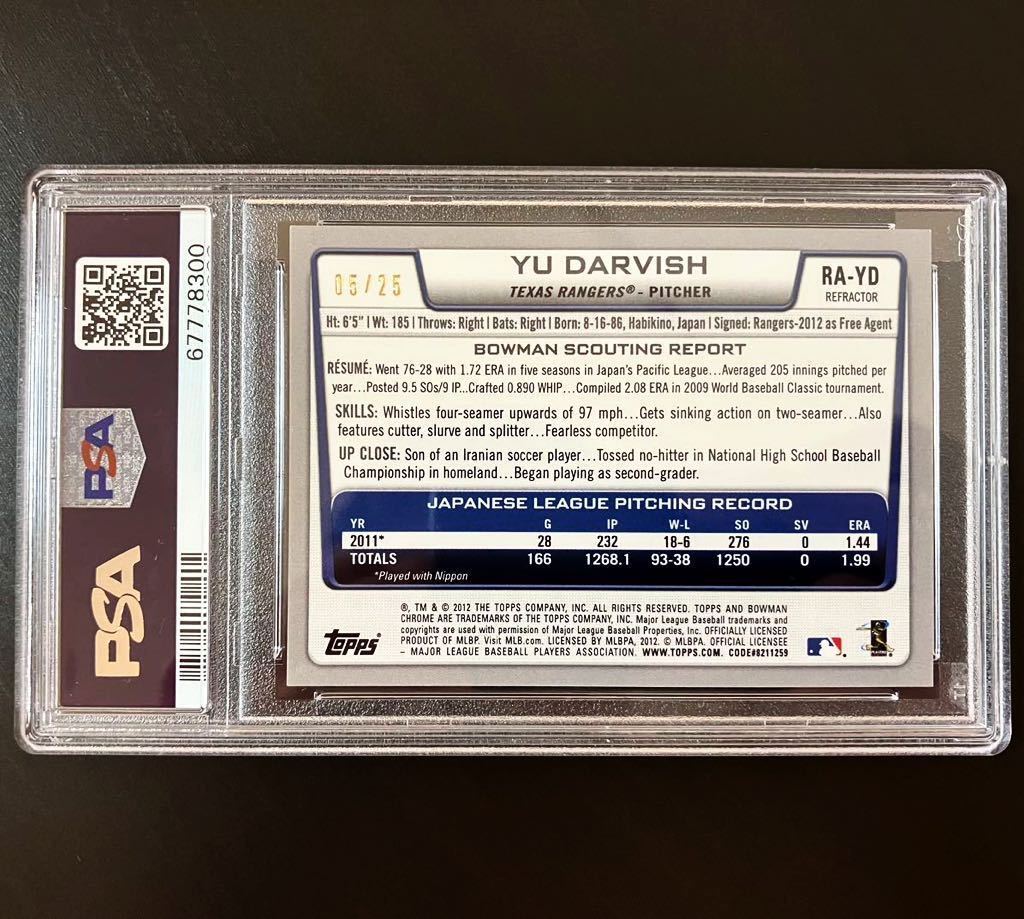 67778300
PSA
PSA
05/25
YU DARVISH
TEXAS RANGERS® - PITCHER
RA-YD
REFRACTOR
Ht: 6'5" | Wt: 185 | Throws: Right | Bats: Right | Born: 8-16-86, Habikino, Japan | Signed: Rangers-2012 as Free Agent
BOWMAN SCOUTING REPORT
RÉSUMÉ: Went 76-28 with 1.72 ERA in five seasons in Japan's Pacific League...Averaged 205 innings pitched per
year...Posted 9.5 SOs/9 IP...Crafted 0.890 WHIP...Compiled 2.08 ERA in 2009 World Baseball Classic tournament.
SKILLS: Whistles four-seamer upwards of 97 mph...Gets sinking action on two-seamer...Also
features cutter, slurve and splitter...Fearless competitor.
UP CLOSE: Son of an Iranian soccer player...Tossed no-hitter in National High School Baseball
Championship in homeland...Began playing as second-grader.
JAPANESE LEAGUE PITCHING RECORD
YR G IP W-L SO SV ERA
2011* 28 232 18-6 276 0 1.44
TOTALS 166 1268.1 93-38 1250 0 1.99
*Played with Nippon
®, TM & © 2012 THE TOPPS COMPANY, INC. ALL RIGHTS RESERVED. TOPPS AND BOWMAN
CHROME ARE TRADEMARKS OF THE TOPPS COMPANY, INC. Major League Baseball trademarks and
copyrights are used with permission of Major League Baseball Properties, Inc. OFFICIALLY LICENSED
PRODUCT OF MLBP. Visit MLB.com. LICENSED BY MLBPA, 2012. © MLBPA. OFFICIAL LICENSEE
- MAJOR LEAGUE BASEBALL PLAYERS ASSOCIATION. WWW.TOPPS.COM. CODE#8211259
Topps